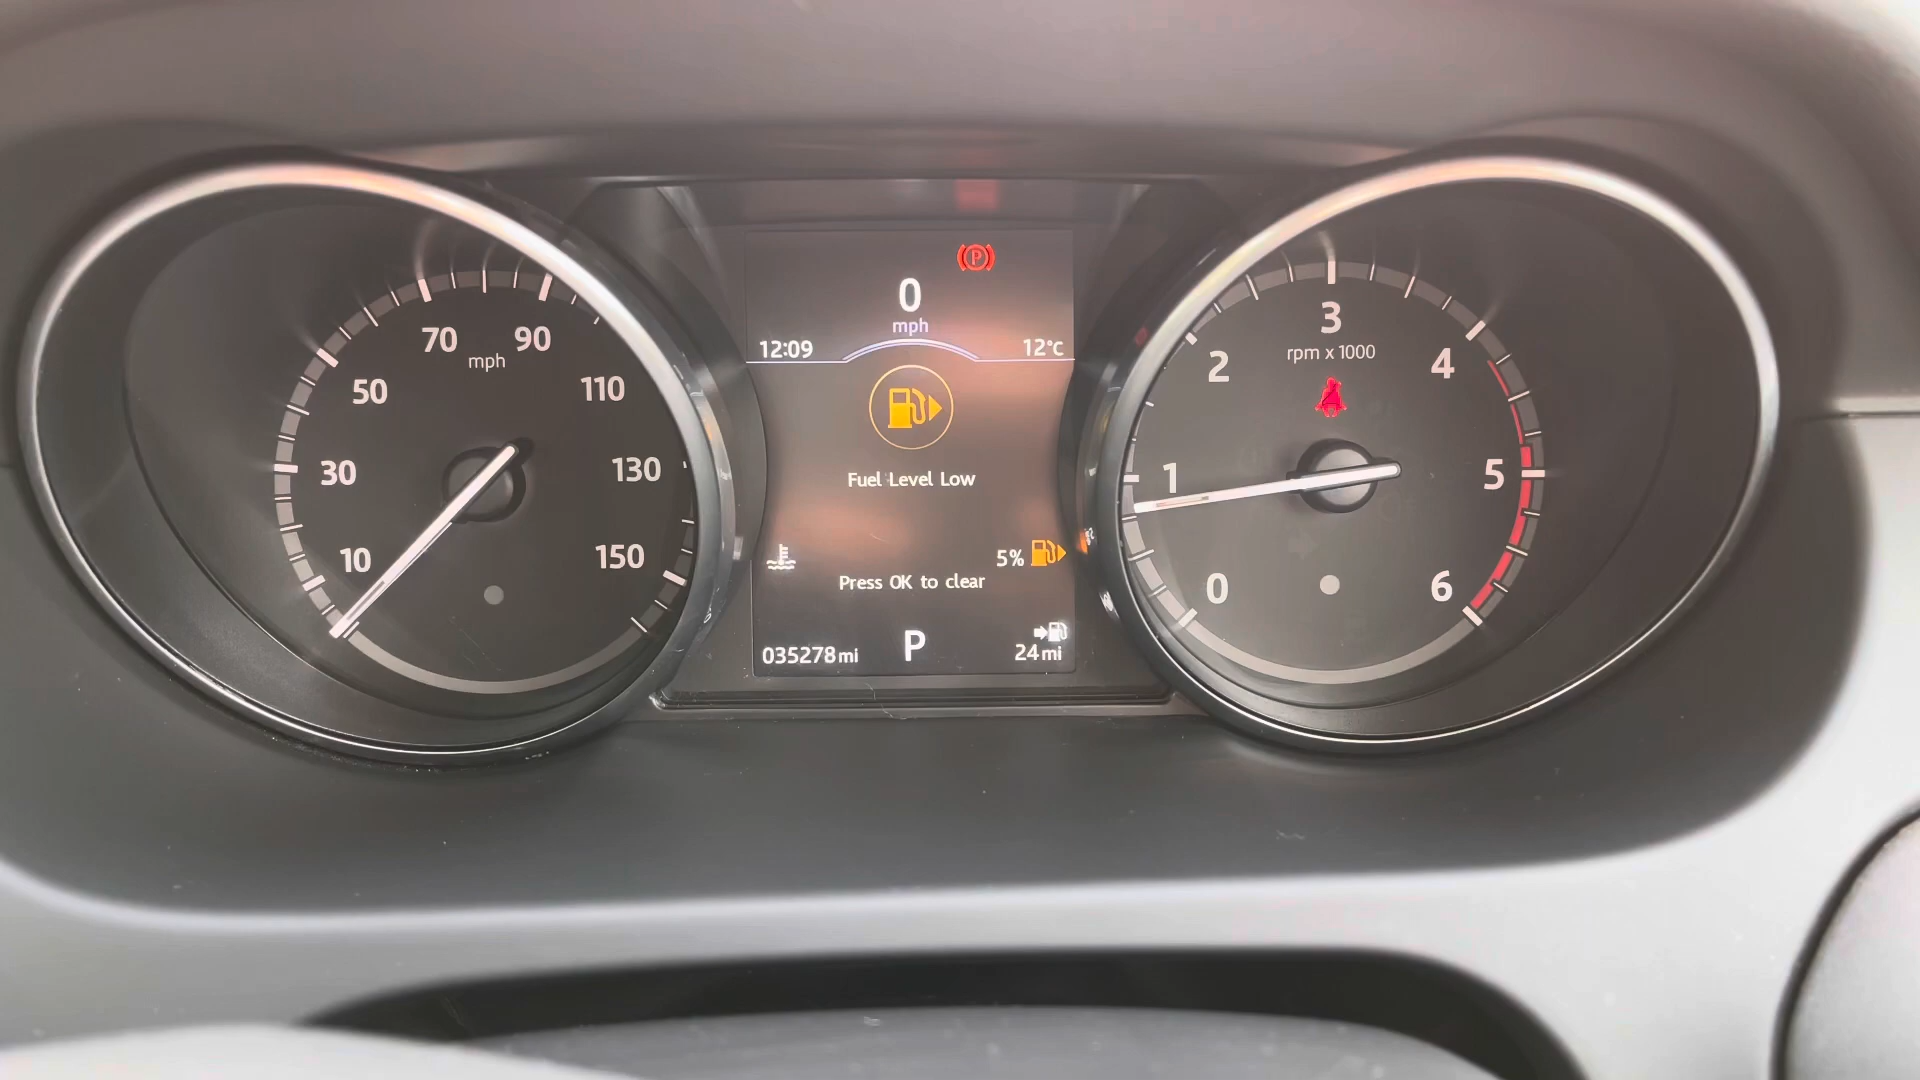 70 90
mph
50 110
30 130
10 150
P
0
mph
12:09 12°C
Fuel Level Low
5%
Press OK to clear
035278mi P 24mi
3
rpm x 1000
2 4
1 5
0 6